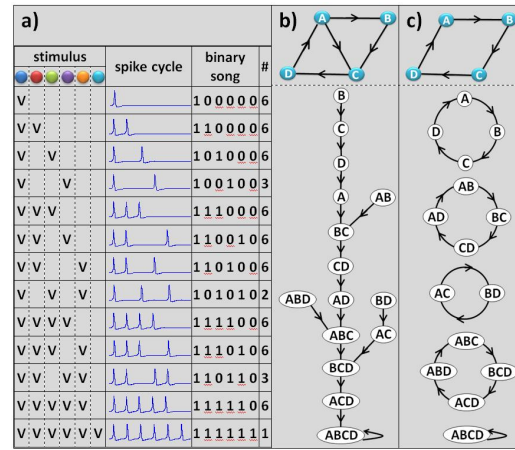 a)
stimulus spike cycle binary song #
V 1 0 0 0 0 0 6
V V 1 1 0 0 0 0 6
V V 1 0 1 0 0 0 6
V V 1 0 0 1 0 0 3
V V V 1 1 1 0 0 0 6
V V V 1 1 0 0 1 0 6
V V V 1 1 0 1 0 0 6
V V V 1 0 1 0 1 0 2
V V V V 1 1 1 1 0 0 6
V V V V 1 1 1 0 1 0 6
V V V V 1 1 0 1 1 0 3
V V V V V 1 1 1 1 1 0 6
V V V V V V 1 1 1 1 1 1 1
b)
A B
D C
B
C
D
A AB
BC
CD
ABD AD BD
ABC AC
BCD
ACD
ABCD
c)
A B
D C
A
D B
C
AB
AD BC
CD
AC BD
ABC
ABD BCD
ACD
ABCD